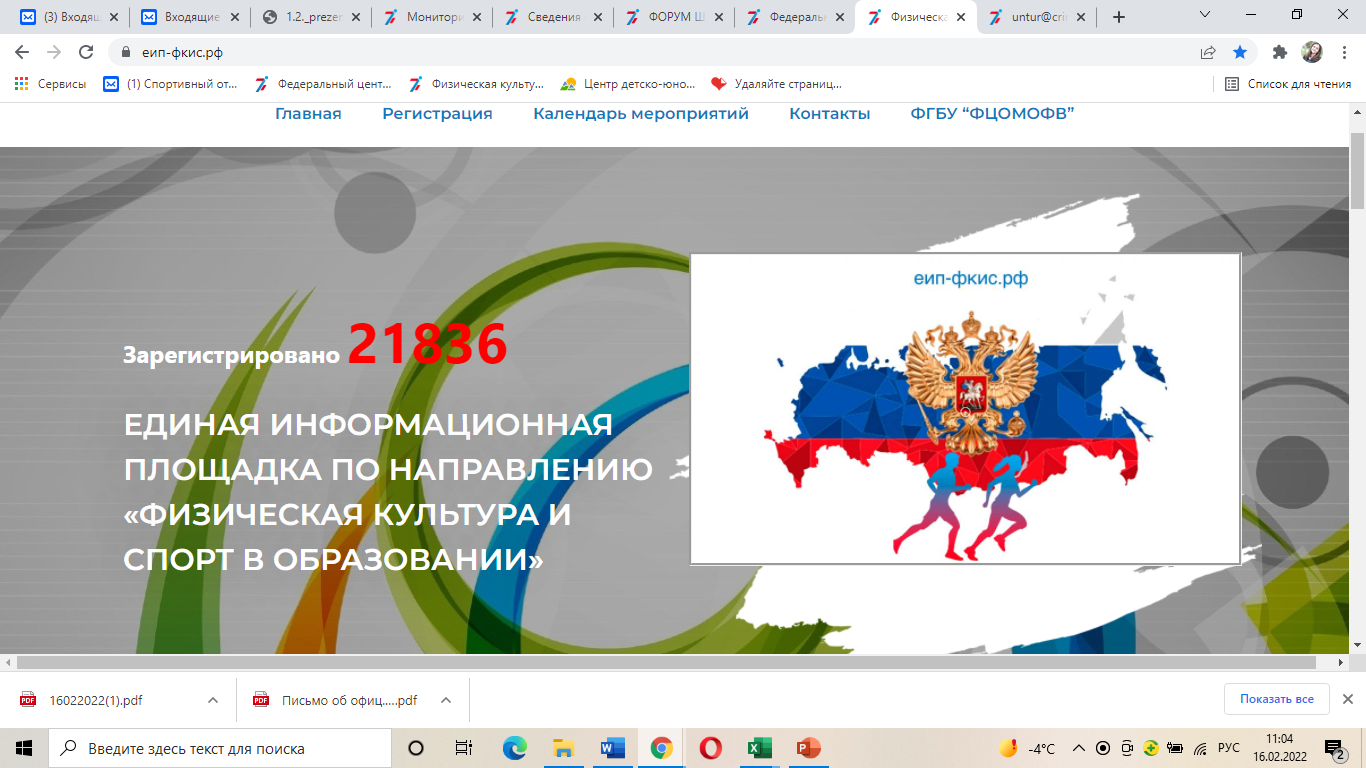 (3) Входящ
Входящие
1.2._prezen
Монитори
Сведения
ФОРУМ Ш
Федеральн
Физическа
untur@crim
еип-фкис.рф
Сервисы
(1) Спортивный от...
Федеральный цент...
Физическая культу...
Центр детско-юно...
Удаляйте страниц...
Список для чтения
Главная
Регистрация
Календарь мероприятий
Контакты
ФГБУ “ФЦОМОФВ”
еип-фкис.рф
Зарегистрировано 21836
ЕДИНАЯ ИНФОРМАЦИОННАЯ
ПЛОЩАДКА ПО НАПРАВЛЕНИЮ
«ФИЗИЧЕСКАЯ КУЛЬТУРА И
СПОРТ В ОБРАЗОВАНИИ»
16022022(1).pdf
Письмо об офиц.....pdf
Показать все
Введите здесь текст для поиска
-4°C
РУС
11:04
16.02.2022
2